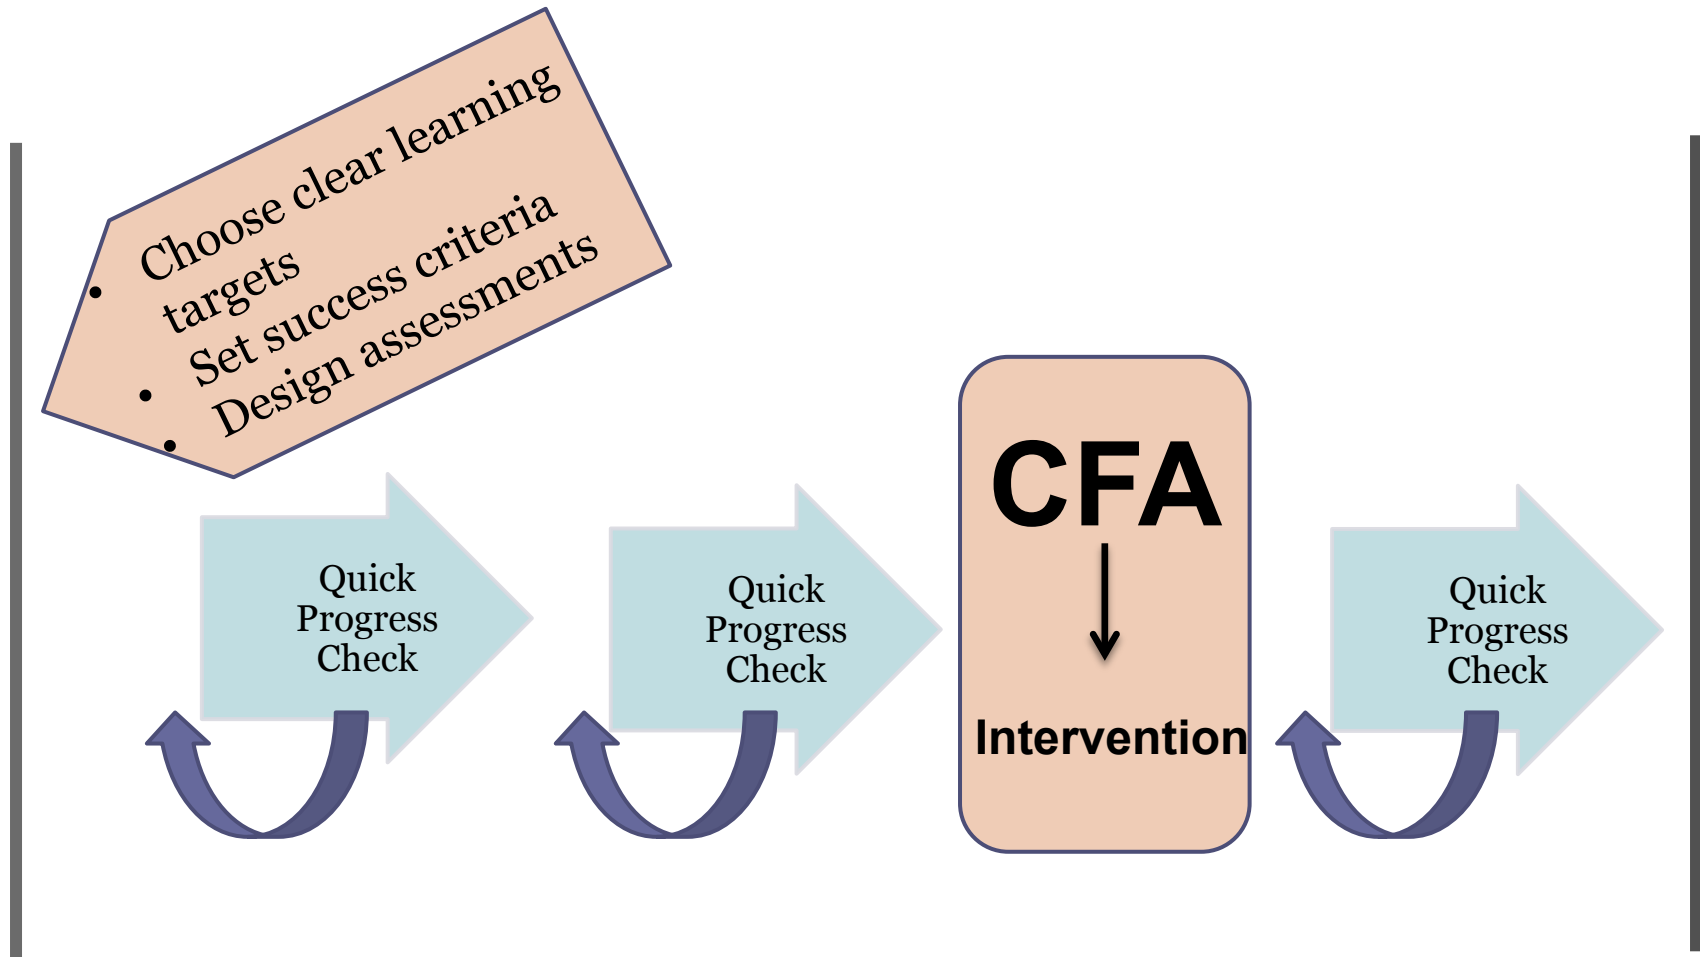 • Choose clear learning
targets
• Set success criteria
• Design assessments
Quick
Progress
Check
Quick
Progress
Check
CFA
Intervention
Quick
Progress
Check